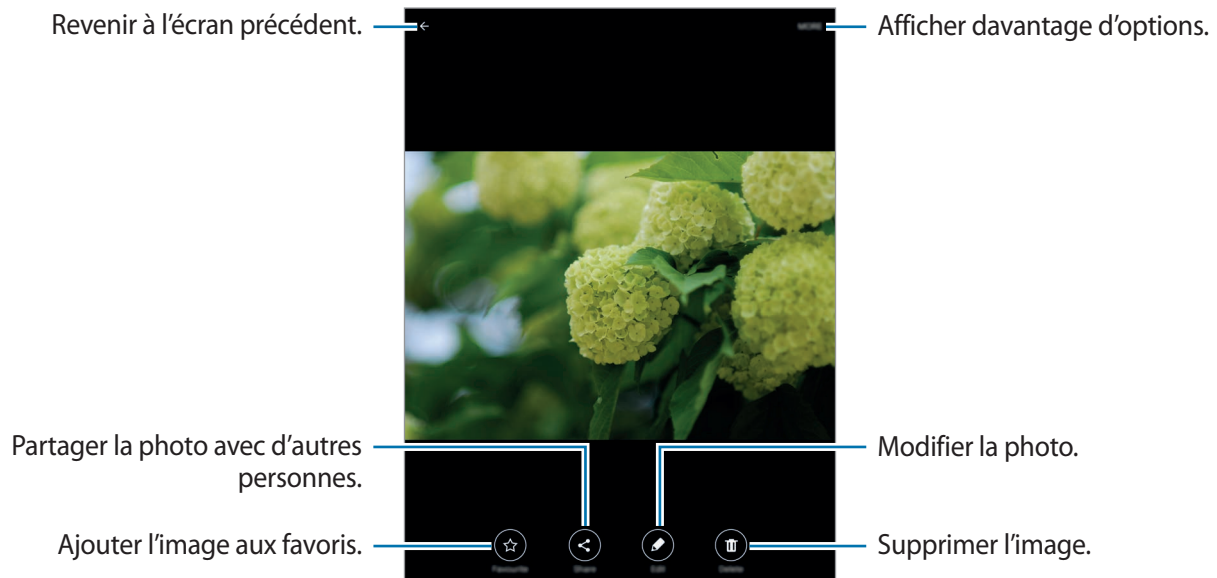 Revenir à l’écran précédent.
MORE
Afficher davantage d’options.
Partager la photo avec d’autres
personnes.
Modifier la photo.
Ajouter l’image aux favoris.
Supprimer l’image.
Favourite
Share
Edit
Delete